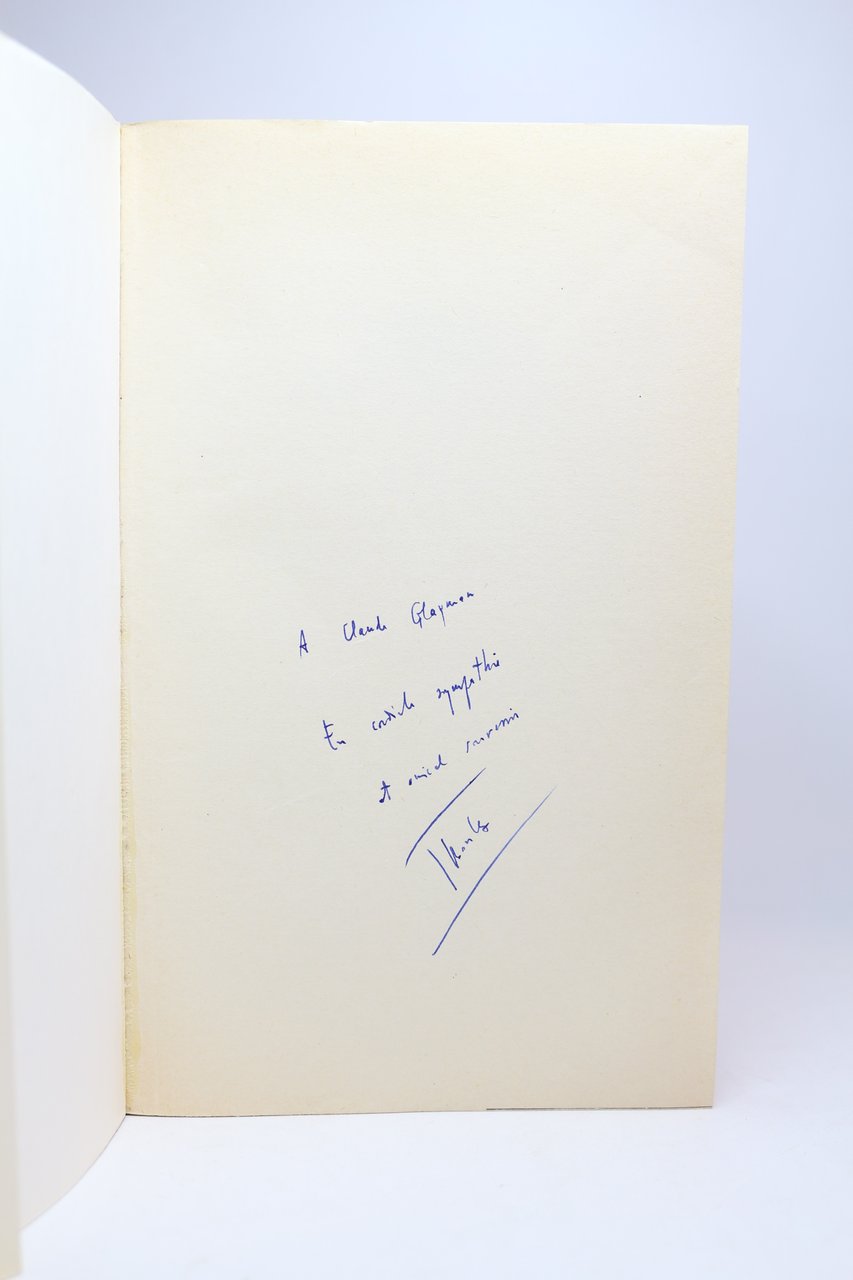 A Claude Glayman
En cordiale sympathie
et amical souvenir